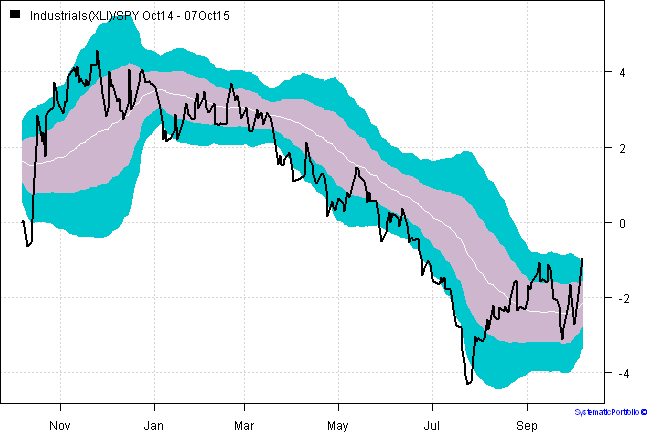 Industrials(XLI)/SPY Oct14 - 07Oct15
4
2
0
-2
-4
Nov Jan Mar May Jul Sep
SystematicPortfolio ©